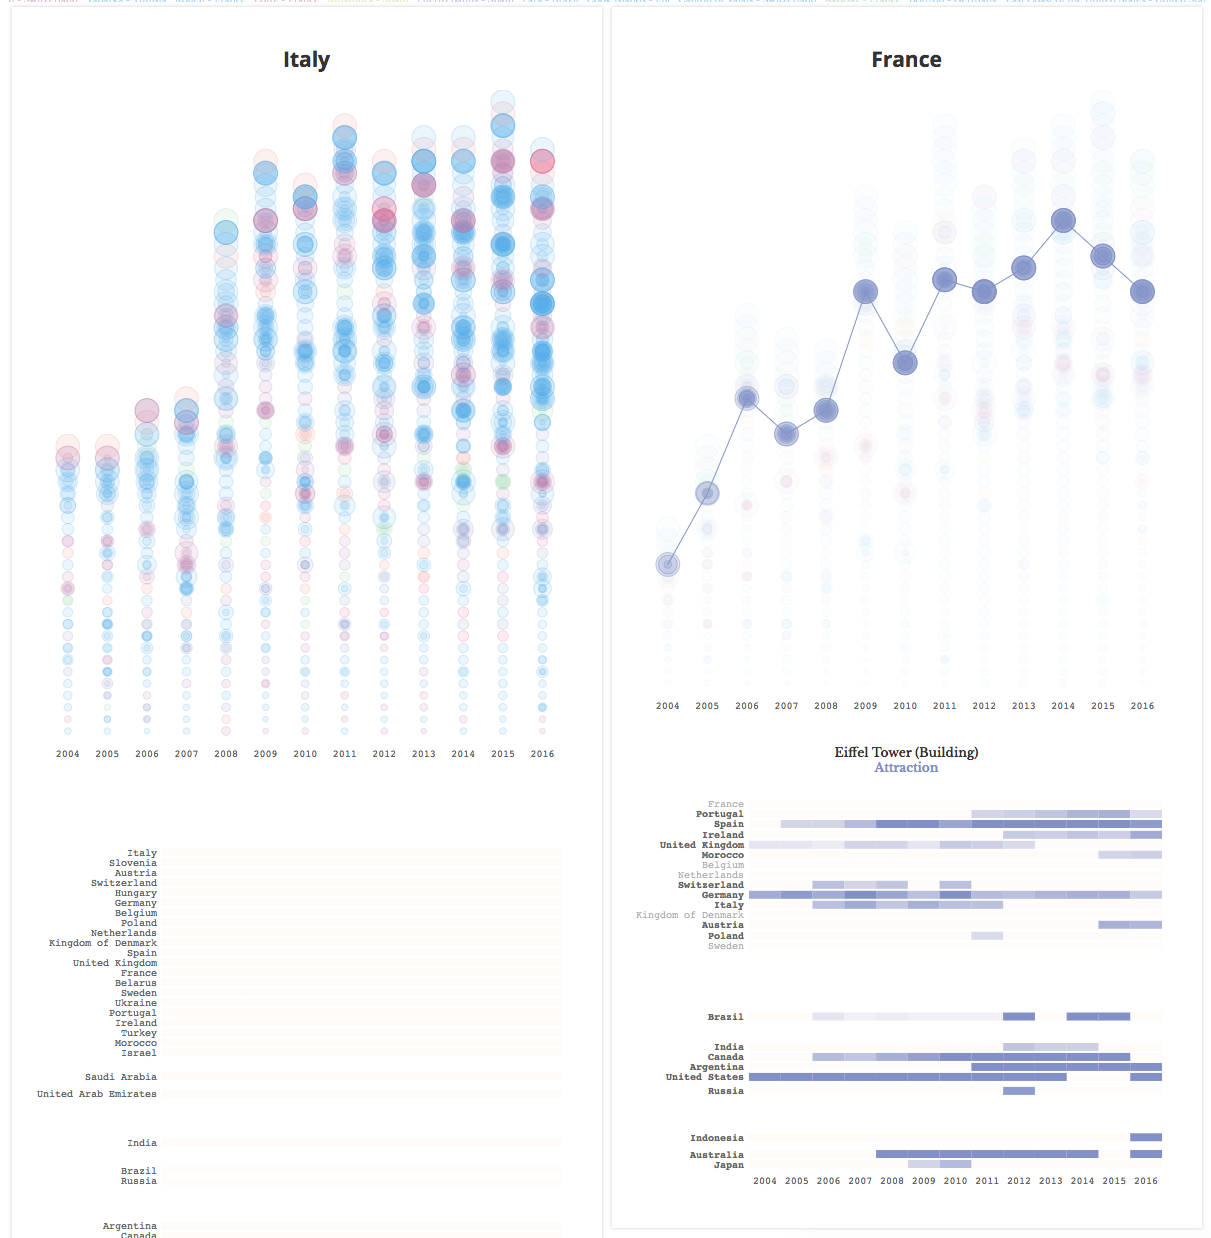 Italy
2004 2005 2006 2007 2008 2009 2010 2011 2012 2013 2014 2015 2016
Italy
Slovenia
Austria
Switzerland
Hungary
Germany
Belgium
Poland
Netherlands
Kingdom of Denmark
Spain
United Kingdom
France
Belarus
Sweden
Ukraine
Portugal
Ireland
Turkey
Morocco
Israel
Saudi Arabia
United Arab Emirates
India
Brazil
Russia
Argentina
Canada
France
2004 2005 2006 2007 2008 2009 2010 2011 2012 2013 2014 2015 2016
Eiffel Tower (Building)
Attraction
France
Portugal
Spain
Ireland
United Kingdom
Morocco
Belgium
Netherlands
Switzerland
Germany
Italy
Kingdom of Denmark
Austria
Poland
Sweden
Brazil
India
Canada
Argentina
United States
Russia
Indonesia
Australia
Japan
2004 2005 2006 2007 2008 2009 2010 2011 2012 2013 2014 2015 2016